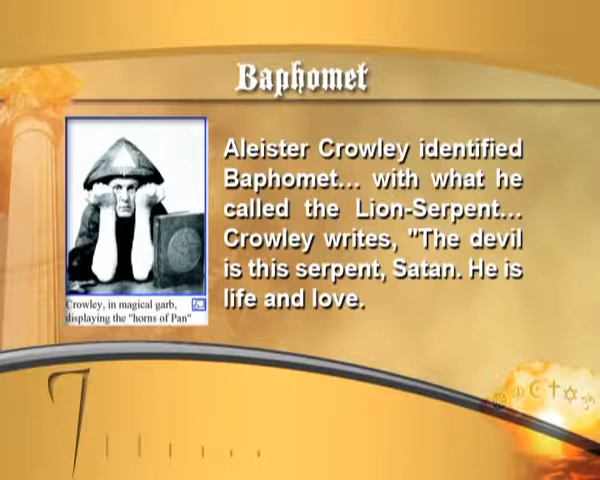 Baphomet
Aleister Crowley identified
Baphomet... with what he
called the Lion-Serpent...
Crowley writes, "The devil
is this serpent, Satan. He is
life and love.
Crowley, in magical garb,
displaying the "horns of Pan"